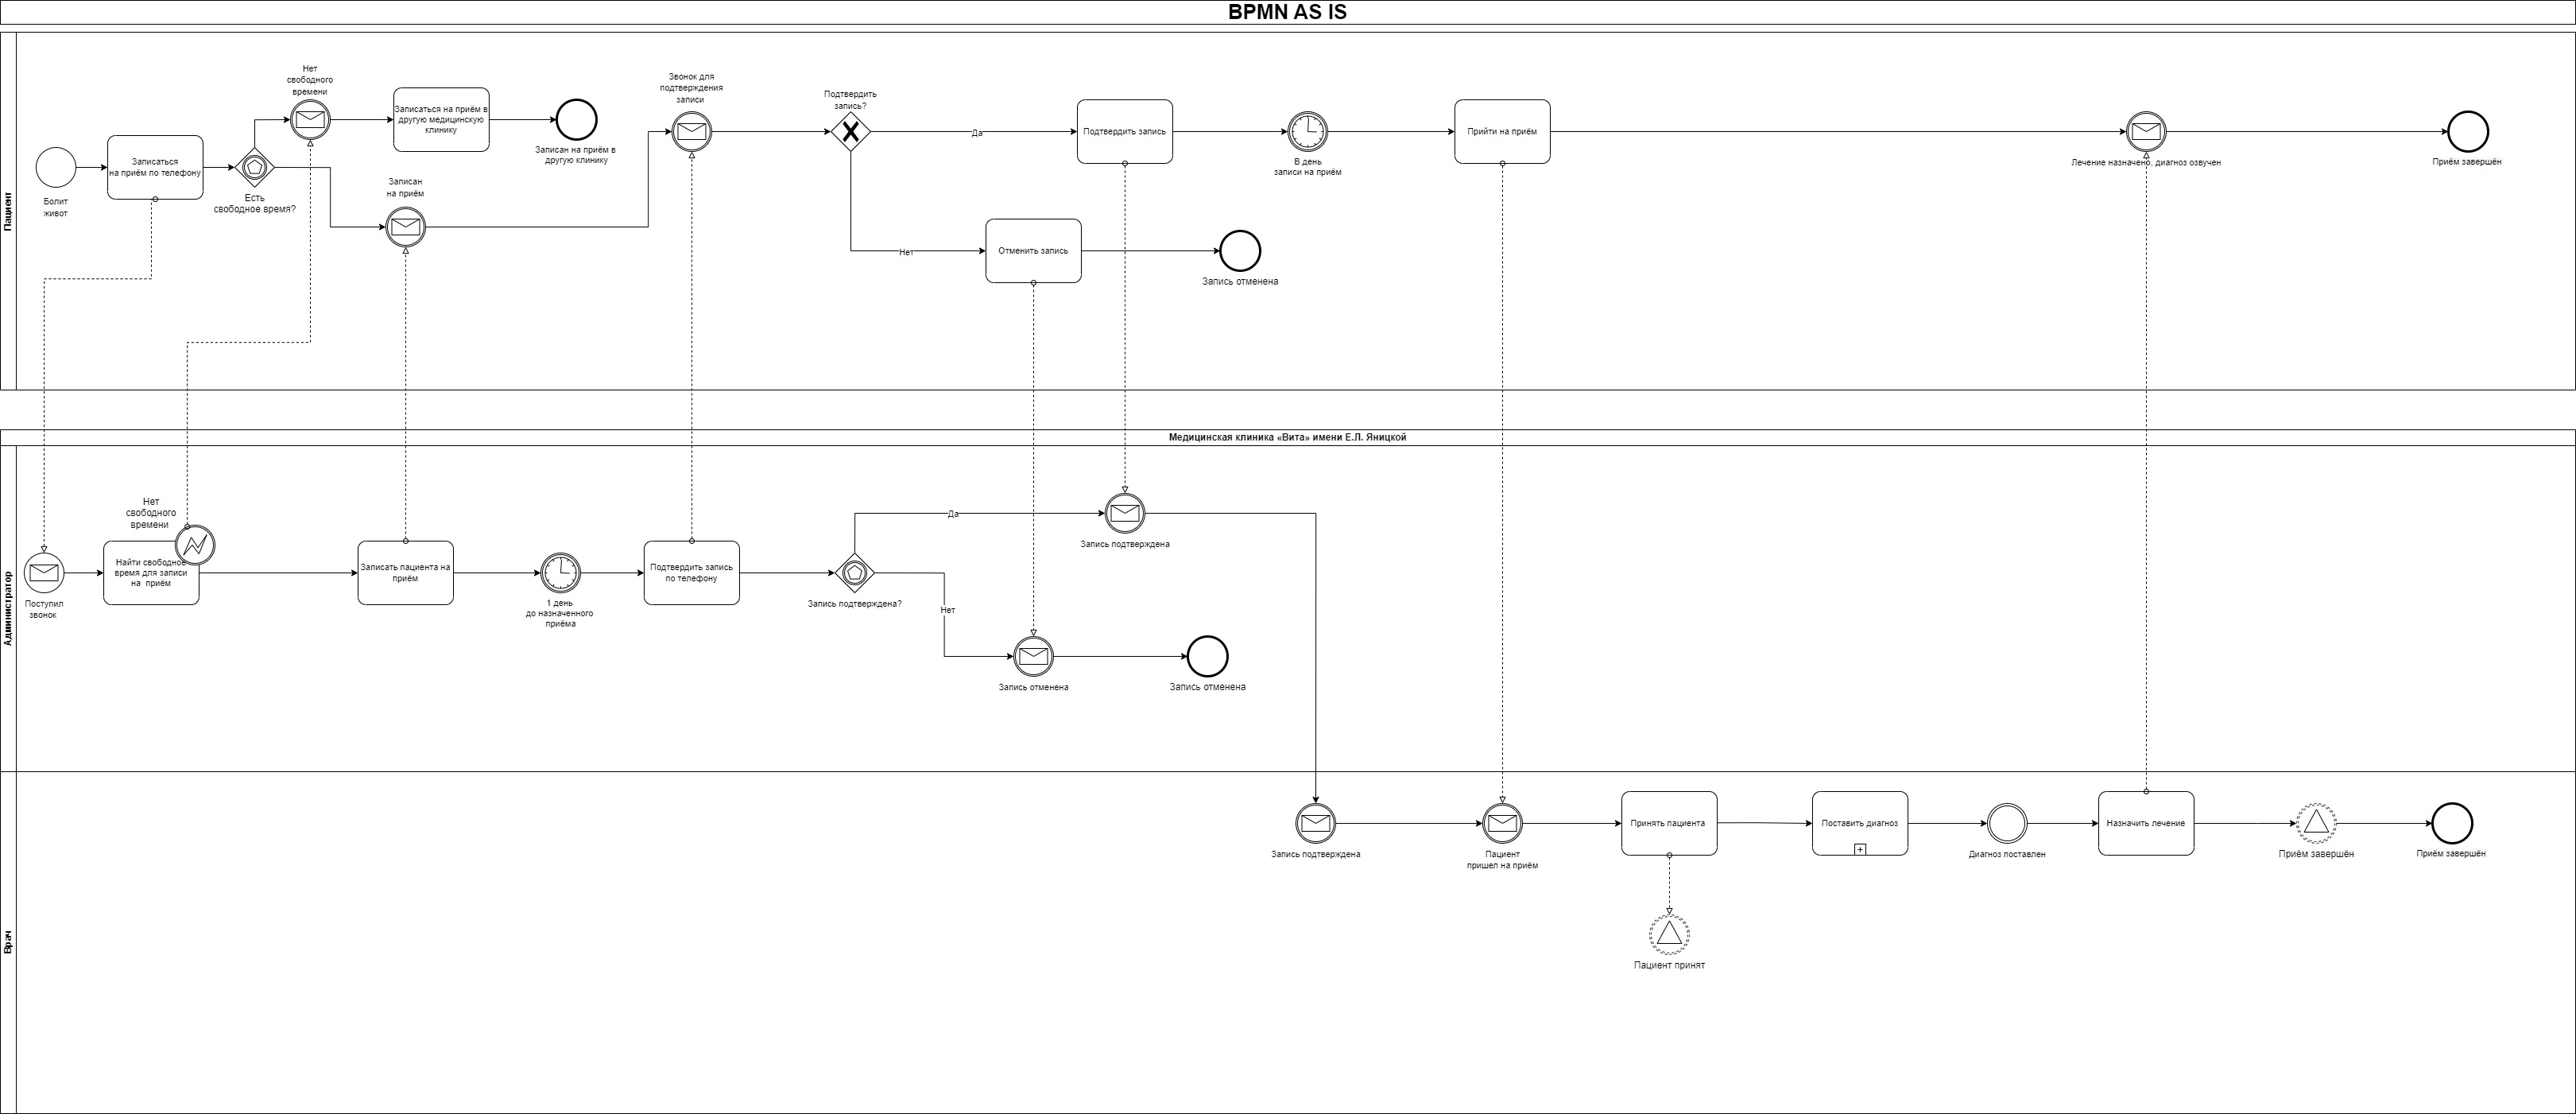 BPMN AS IS
Пациент
Болит
живот
Записаться
на приём по телефону
Есть
свободное время?
Нет
свободного
времени
Записаться на приём в
другую медицинскую
клинику
Записан на приём в
другую клинику
Записан
на приём
Звонок для
подтверждения
записи
Подтвердить
запись?
Да
Нет
Подтвердить запись
Отменить запись
Запись отменена
В день
записи на приём
Прийти на приём
Лечение назначено, диагноз озвучен
Приём завершён
Медицинская клиника «Вита» имени Е.Л. Яницкой
Администратор
Поступил
звонок
Нет
свободного
времени
Найти свободное
время для записи
на приём
Записать пациента на
приём
1 день
до назначенного
приёма
Подтвердить запись
по телефону
Запись подтверждена?
Да
Нет
Запись подтверждена
Запись отменена
Запись отменена
Врач
Запись подтверждена
Пациент
пришел на приём
Принять пациента
Пациент принят
Поставить диагноз
Диагноз поставлен
Назначить лечение
Приём завершён
Приём завершён